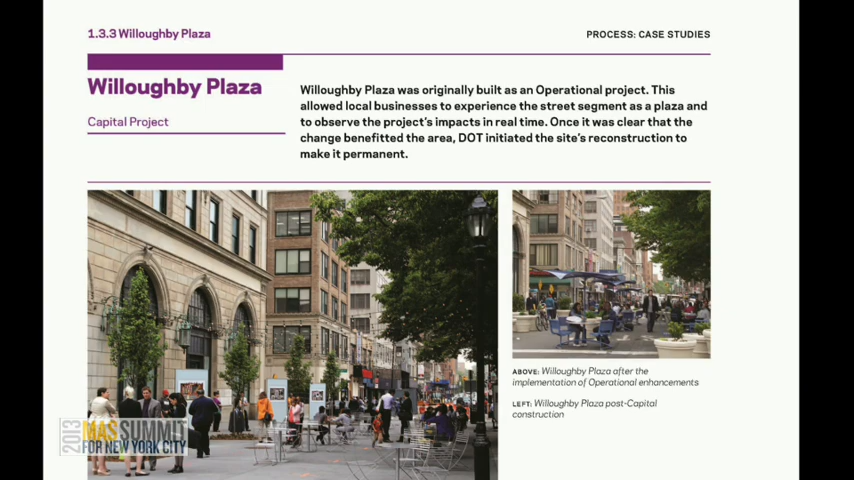 1.3.3 Willoughby Plaza
PROCESS: CASE STUDIES
Willoughby Plaza
Capital Project
Willoughby Plaza was originally built as an Operational project. This
allowed local businesses to experience the street segment as a plaza and
to observe the project's impacts in real time. Once it was clear that the
change benefitted the area, DOT initiated the site's reconstruction to
make it permanent.
ABOVE: Willoughby Plaza after the
implementation of Operational enhancements
LEFT: Willoughby Plaza post-Capital
construction
2013 MAS SUMMIT
FOR NEW YORK CITY